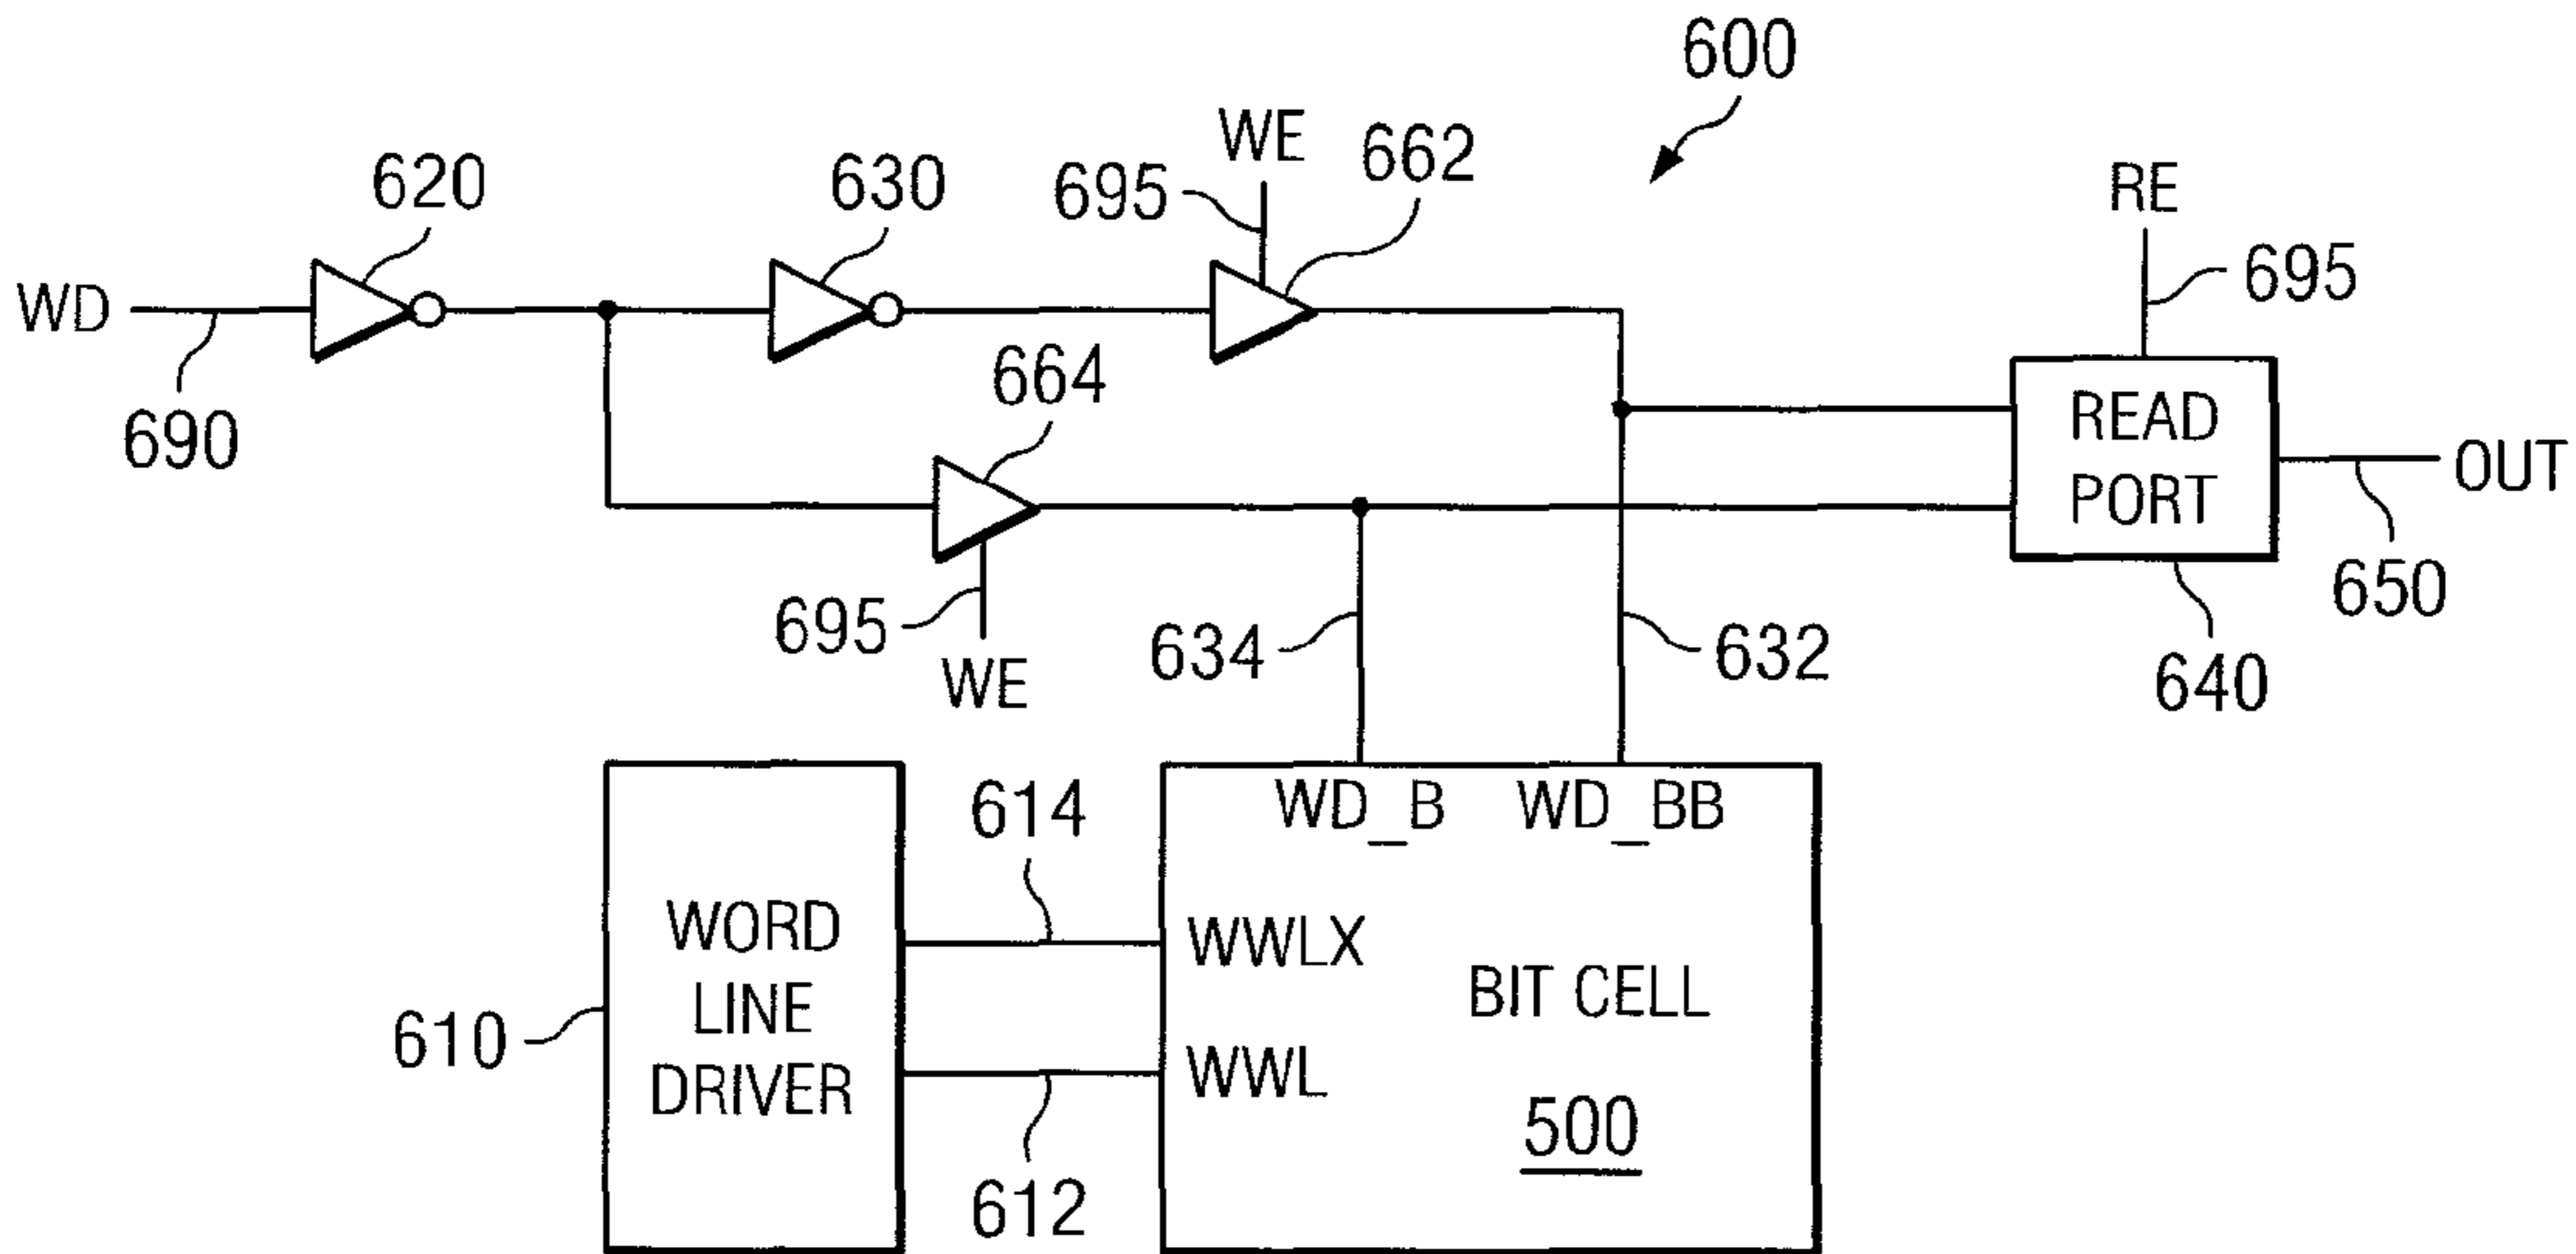 600
WE
620
630
695
662
RE
695
WD
690
664
READ
PORT
OUT
650
695
WE
634
632
640
614
WD_B
WD_BB
WORD
LINE
DRIVER
WWLX
BIT CELL
610
WWL
500
612